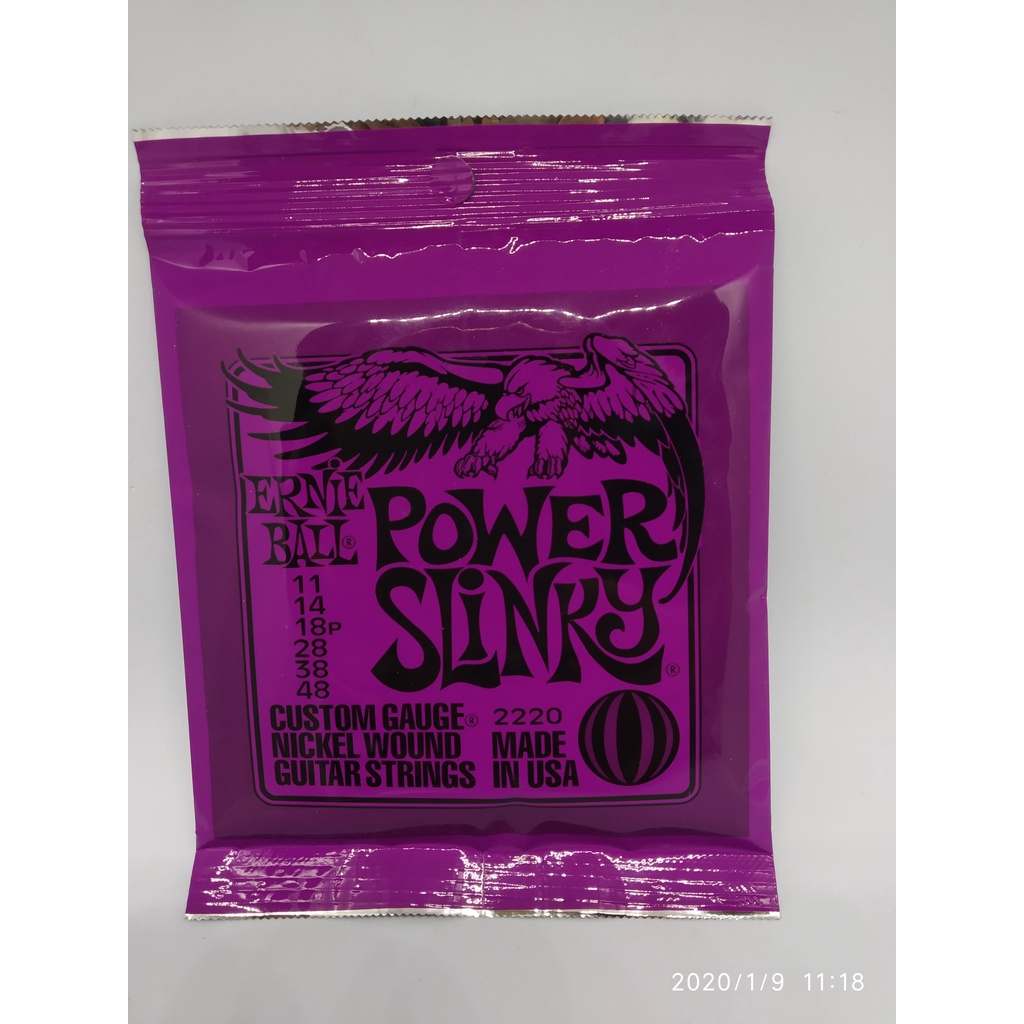 ERNIE
BALL®
POWER
SLINKY®
11
14
18P
28
38
48
CUSTOM GAUGE®
NICKEL WOUND
GUITAR STRINGS
2220
MADE
IN USA
2020/1/9 11:18